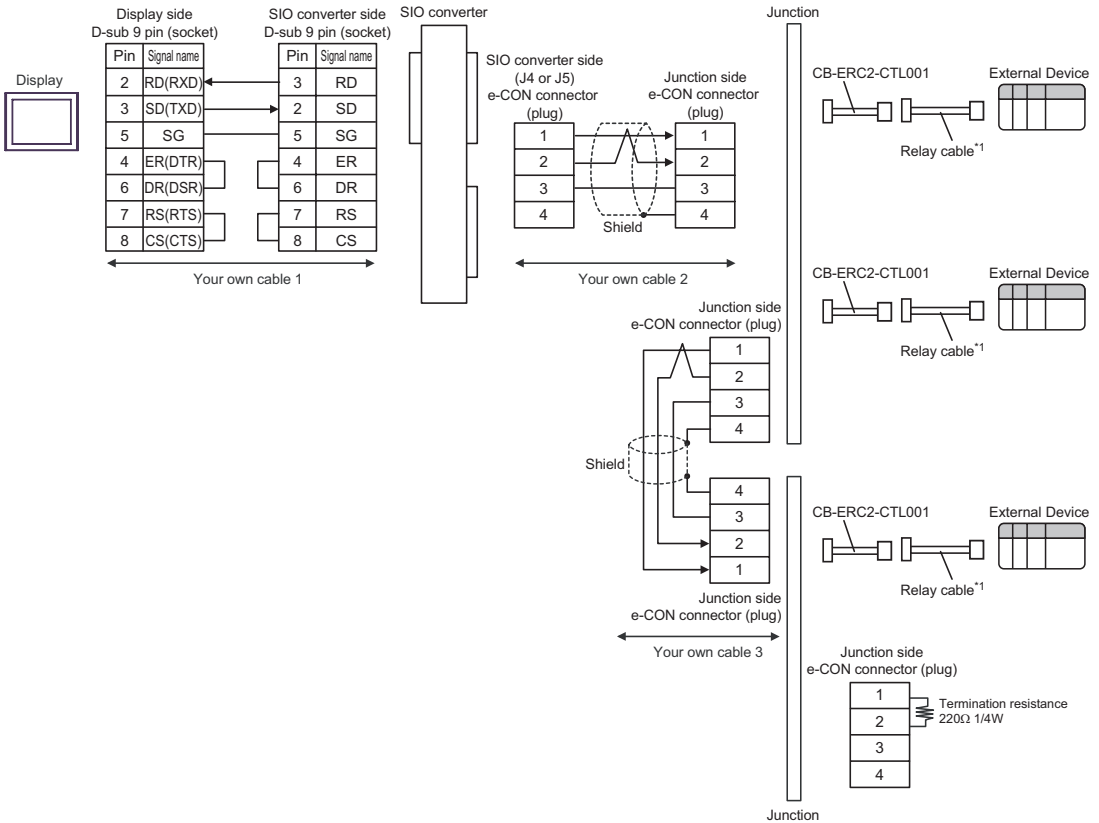 Display
Display side
D-sub 9 pin (socket)
Pin Signal name
2 RD(RXD)
3 SD(TXD)
5 SG
4 ER(DTR)
6 DR(DSR)
7 RS(RTS)
8 CS(CTS)
SIO converter side
D-sub 9 pin (socket)
Pin Signal name
3 RD
2 SD
5 SG
4 ER
6 DR
7 RS
8 CS
Your own cable 1
SIO converter
SIO converter side
(J4 or J5)
e-CON connector
(plug)
1
2
3
4
Shield
Junction side
e-CON connector
(plug)
1
2
3
4
Your own cable 2
Junction
CB-ERC2-CTL001
External Device
Relay cable*1
CB-ERC2-CTL001
External Device
Relay cable*1
Junction side
e-CON connector (plug)
1
2
3
4
Shield
4
3
2
1
Junction side
e-CON connector (plug)
Your own cable 3
CB-ERC2-CTL001
External Device
Relay cable*1
Junction side
e-CON connector (plug)
1
2
3
4
Termination resistance
220Ω 1/4W
Junction